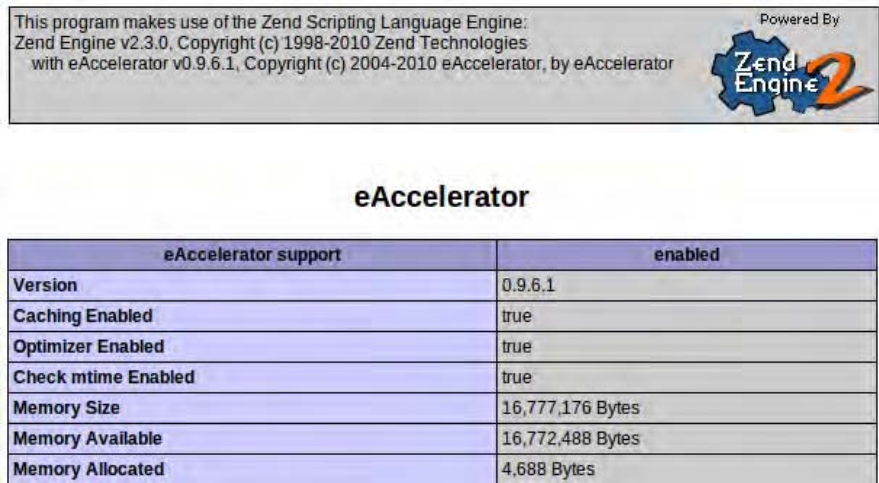 This program makes use of the Zend Scripting Language Engine:
Zend Engine v2.3.0, Copyright (c) 1998-2010 Zend Technologies
with eAccelerator v0.9.6.1, Copyright (c) 2004-2010 eAccelerator, by eAccelerator
Powered By
Zend
Engine 2
eAccelerator
eAccelerator support enabled
Version 0.9.6.1
Caching Enabled true
Optimizer Enabled true
Check mtime Enabled true
Memory Size 16,777,176 Bytes
Memory Available 16,772,488 Bytes
Memory Allocated 4,688 Bytes